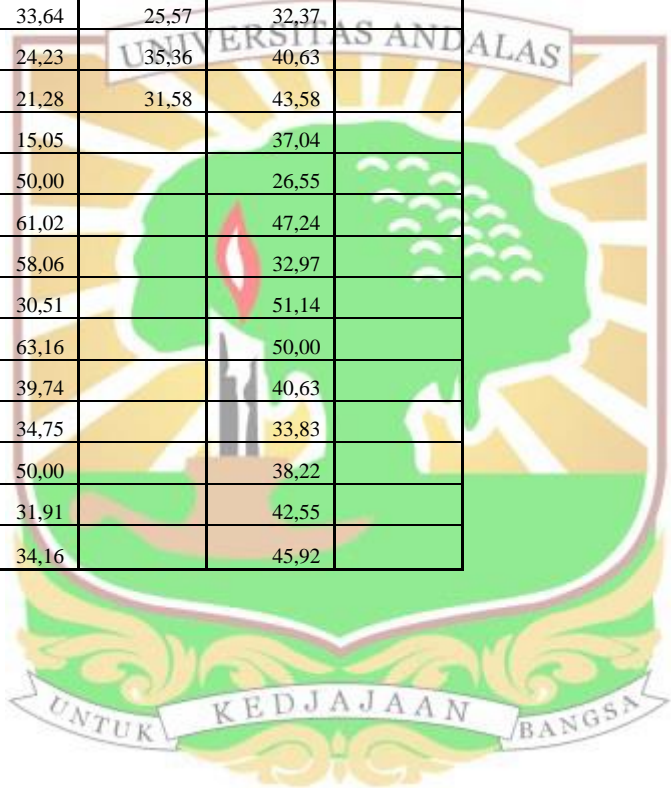 33,64 25,57 32,37
UNIVERSITAS ANDALAS
24,23 35,36 40,63
21,28 31,58 43,58
15,05 37,04
50,00 26,55
61,02 47,24
58,06 32,97
30,51 51,14
63,16 50,00
39,74 40,63
34,75 33,83
50,00 38,22
31,91 42,55
34,16 45,92
UNTUK KEDJAJAAN BANGSA